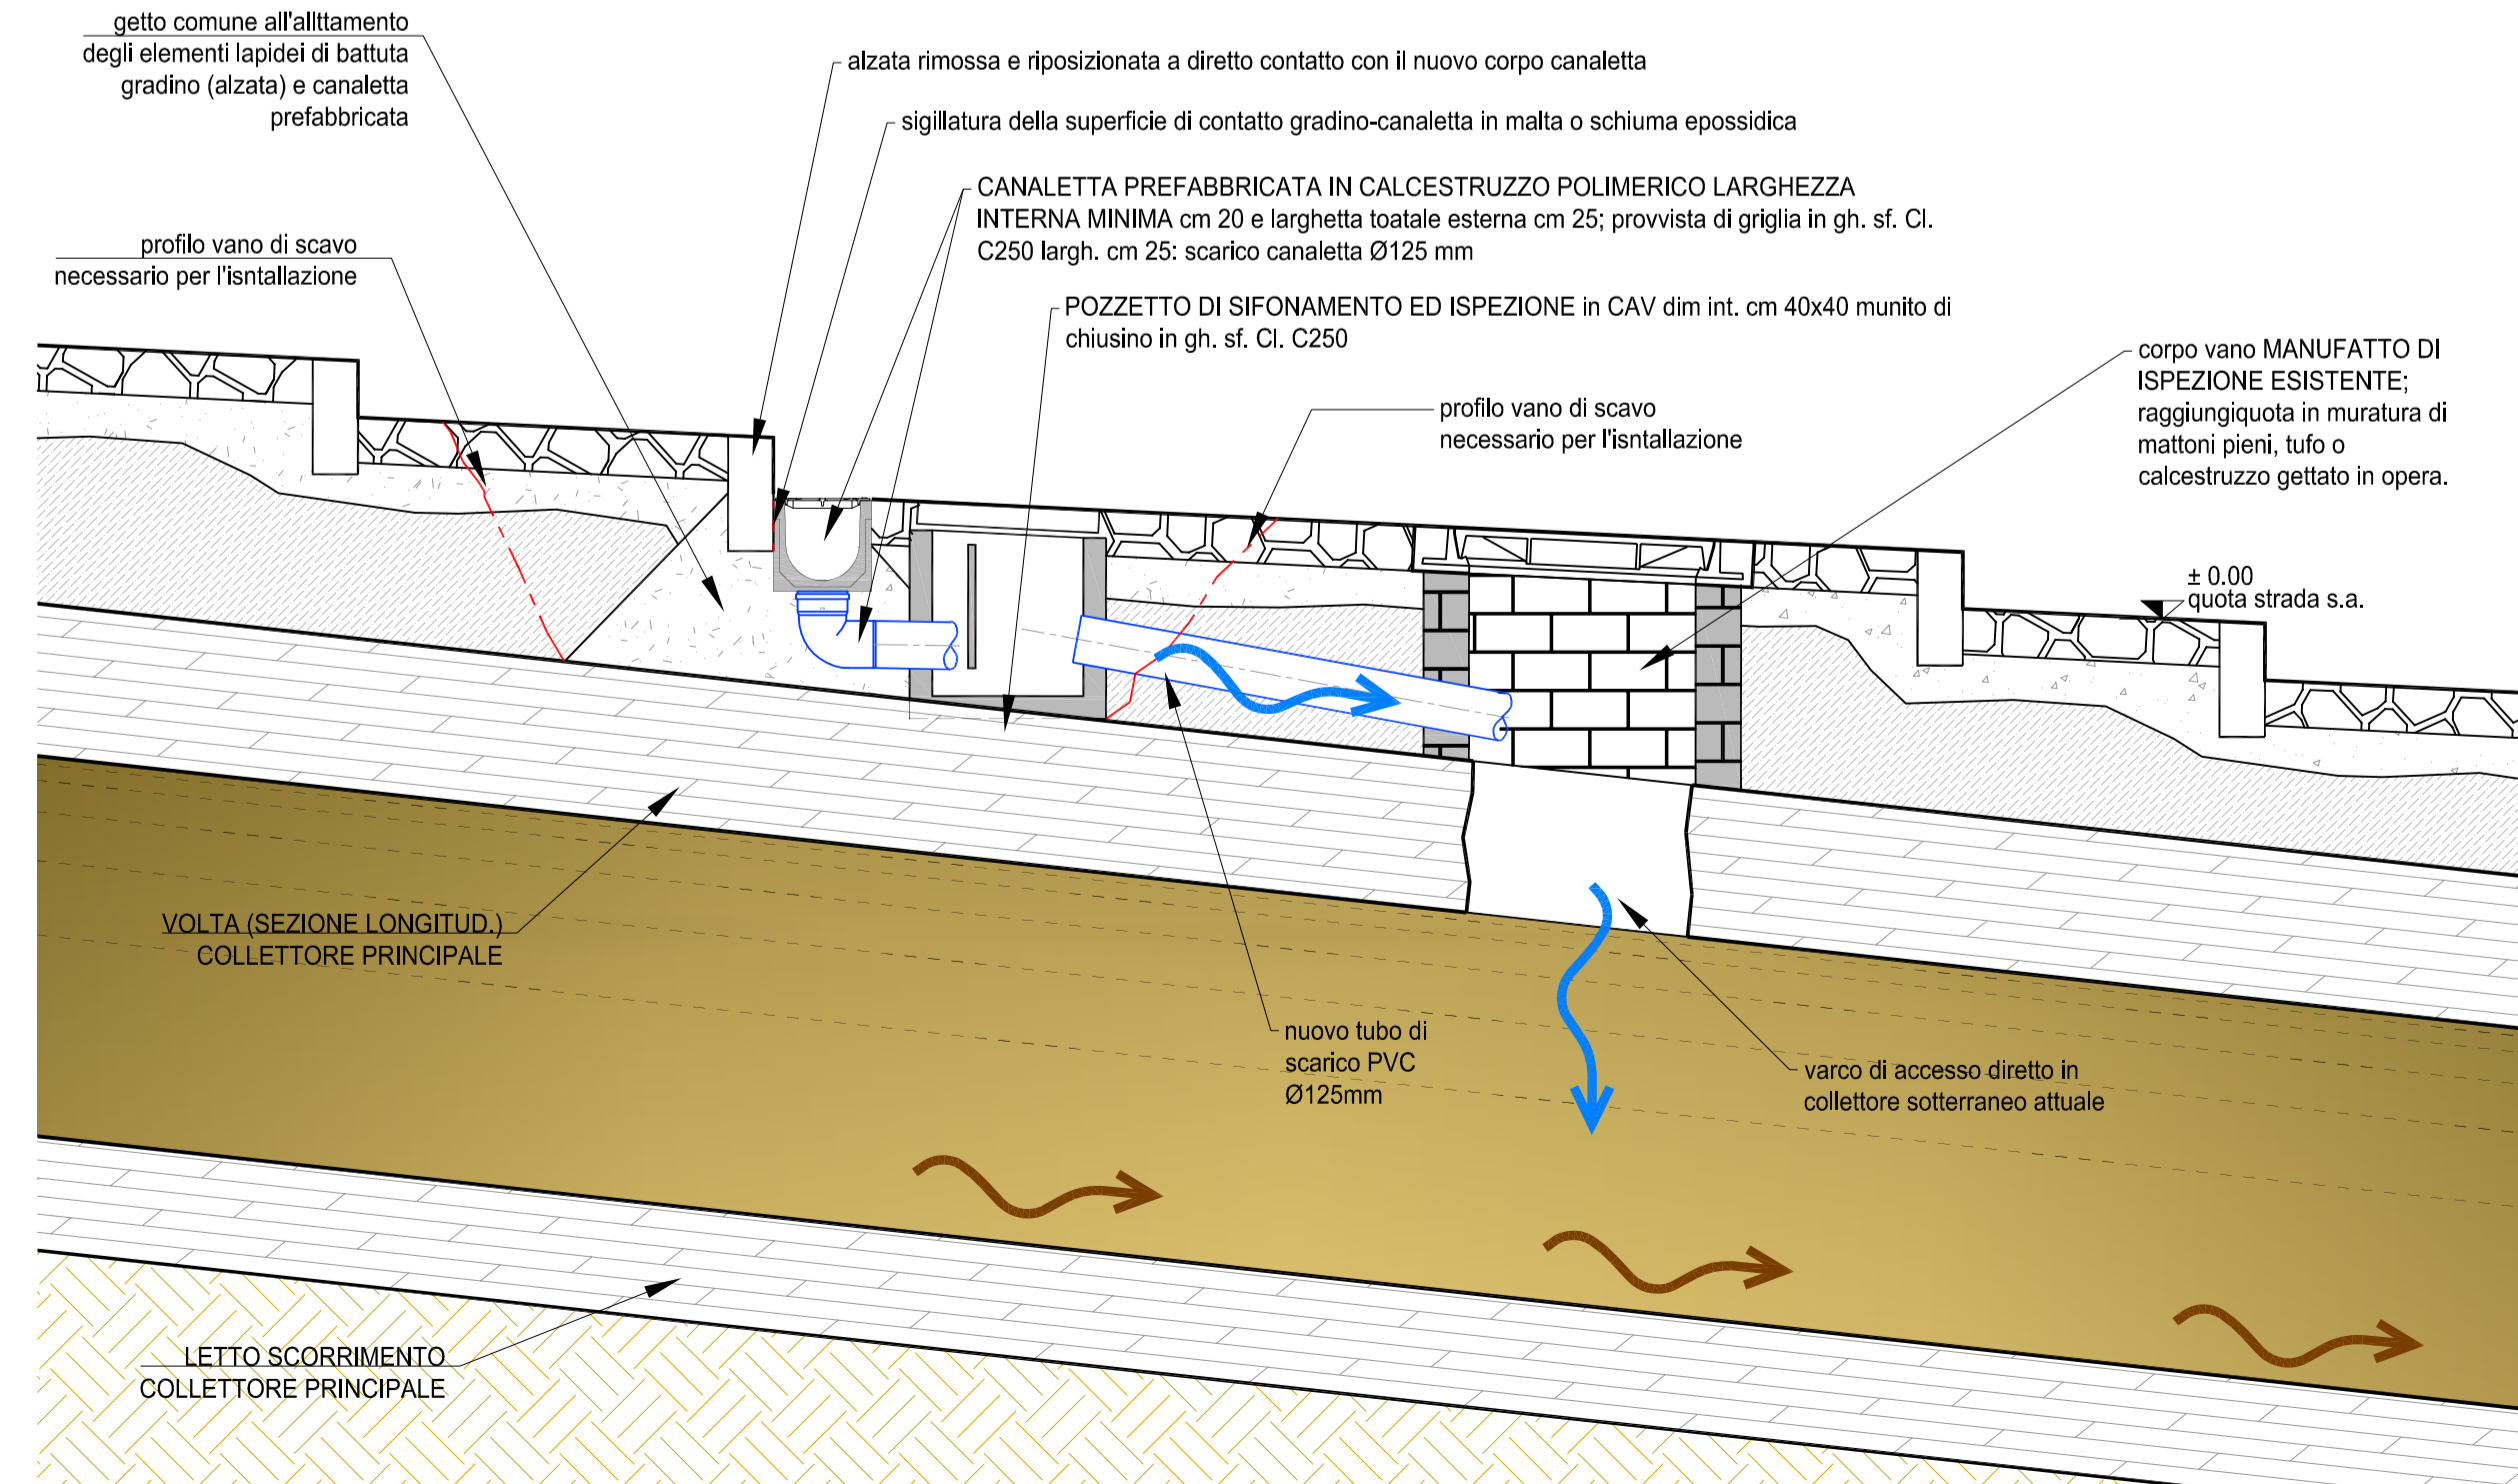 getto comune all'allttamento
degli elementi lapidei di battuta
gradino (alzata) e canaletta
prefabbricata
alzata rimossa e riposizionata a diretto contatto con il nuovo corpo canaletta
sigillatura della superficie di contatto gradino-canaletta in malta o schiuma epossidica
CANALETTA PREFABBRICATA IN CALCESTRUZZO POLIMERICO LARGHEZZA
INTERNA MINIMA cm 20 e larghetta toatale esterna cm 25; provvista di griglia in gh. sf. Cl.
C250 largh. cm 25: scarico canaletta Ø125 mm
profilo vano di scavo
necessario per l'isntallazione
POZZETTO DI SIFONAMENTO ED ISPEZIONE in CAV dim int. cm 40x40 munito di
chiusino in gh. sf. Cl. C250
corpo vano MANUFATTO DI
ISPEZIONE ESISTENTE;
raggiungiquota in muratura di
mattoni pieni, tufo o
calcestruzzo gettato in opera.
profilo vano di scavo
necessario per l'isntallazione
± 0.00
quota strada s.a.
VOLTA (SEZIONE LONGITUD.)
COLLETTORE PRINCIPALE
nuovo tubo di
scarico PVC
Ø125mm
varco di accesso diretto in
collettore sotterraneo attuale
LETTO SCORRIMENTO
COLLETTORE PRINCIPALE